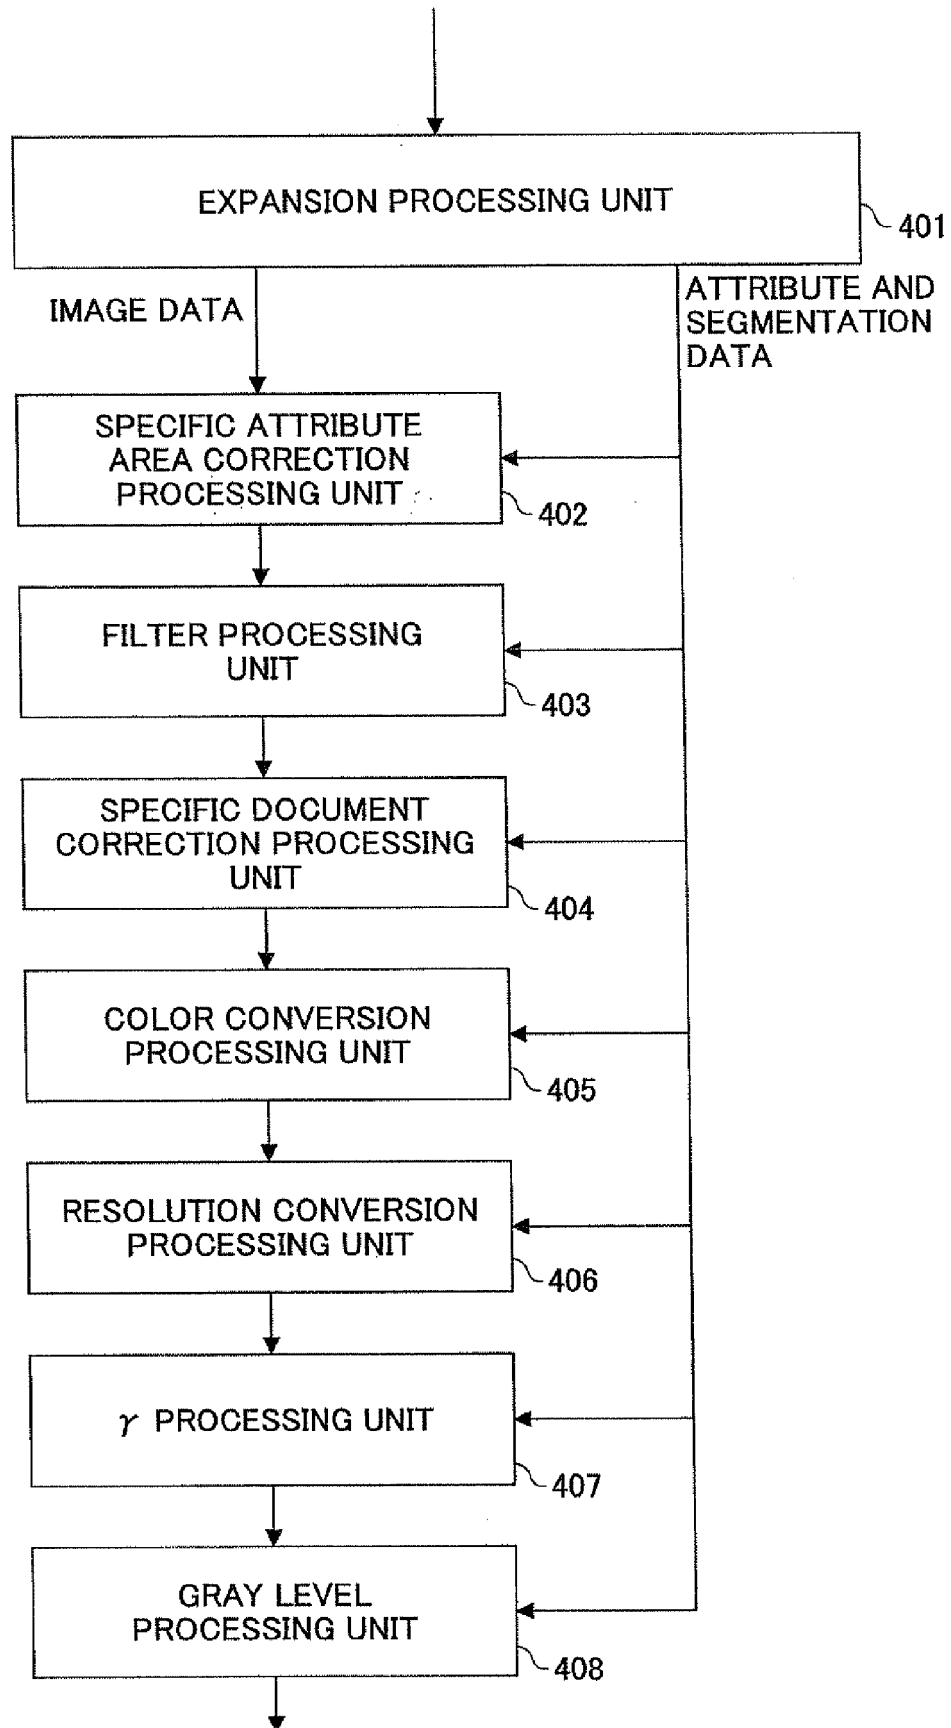 EXPANSION PROCESSING UNIT
401
IMAGE DATA
ATTRIBUTE AND
SEGMENTATION
DATA
SPECIFIC ATTRIBUTE
AREA CORRECTION
PROCESSING UNIT
402
FILTER PROCESSING
UNIT
403
SPECIFIC DOCUMENT
CORRECTION PROCESSING
UNIT
404
COLOR CONVERSION
PROCESSING UNIT
405
RESOLUTION CONVERSION
PROCESSING UNIT
406
γ PROCESSING UNIT
407
GRAY LEVEL
PROCESSING UNIT
408